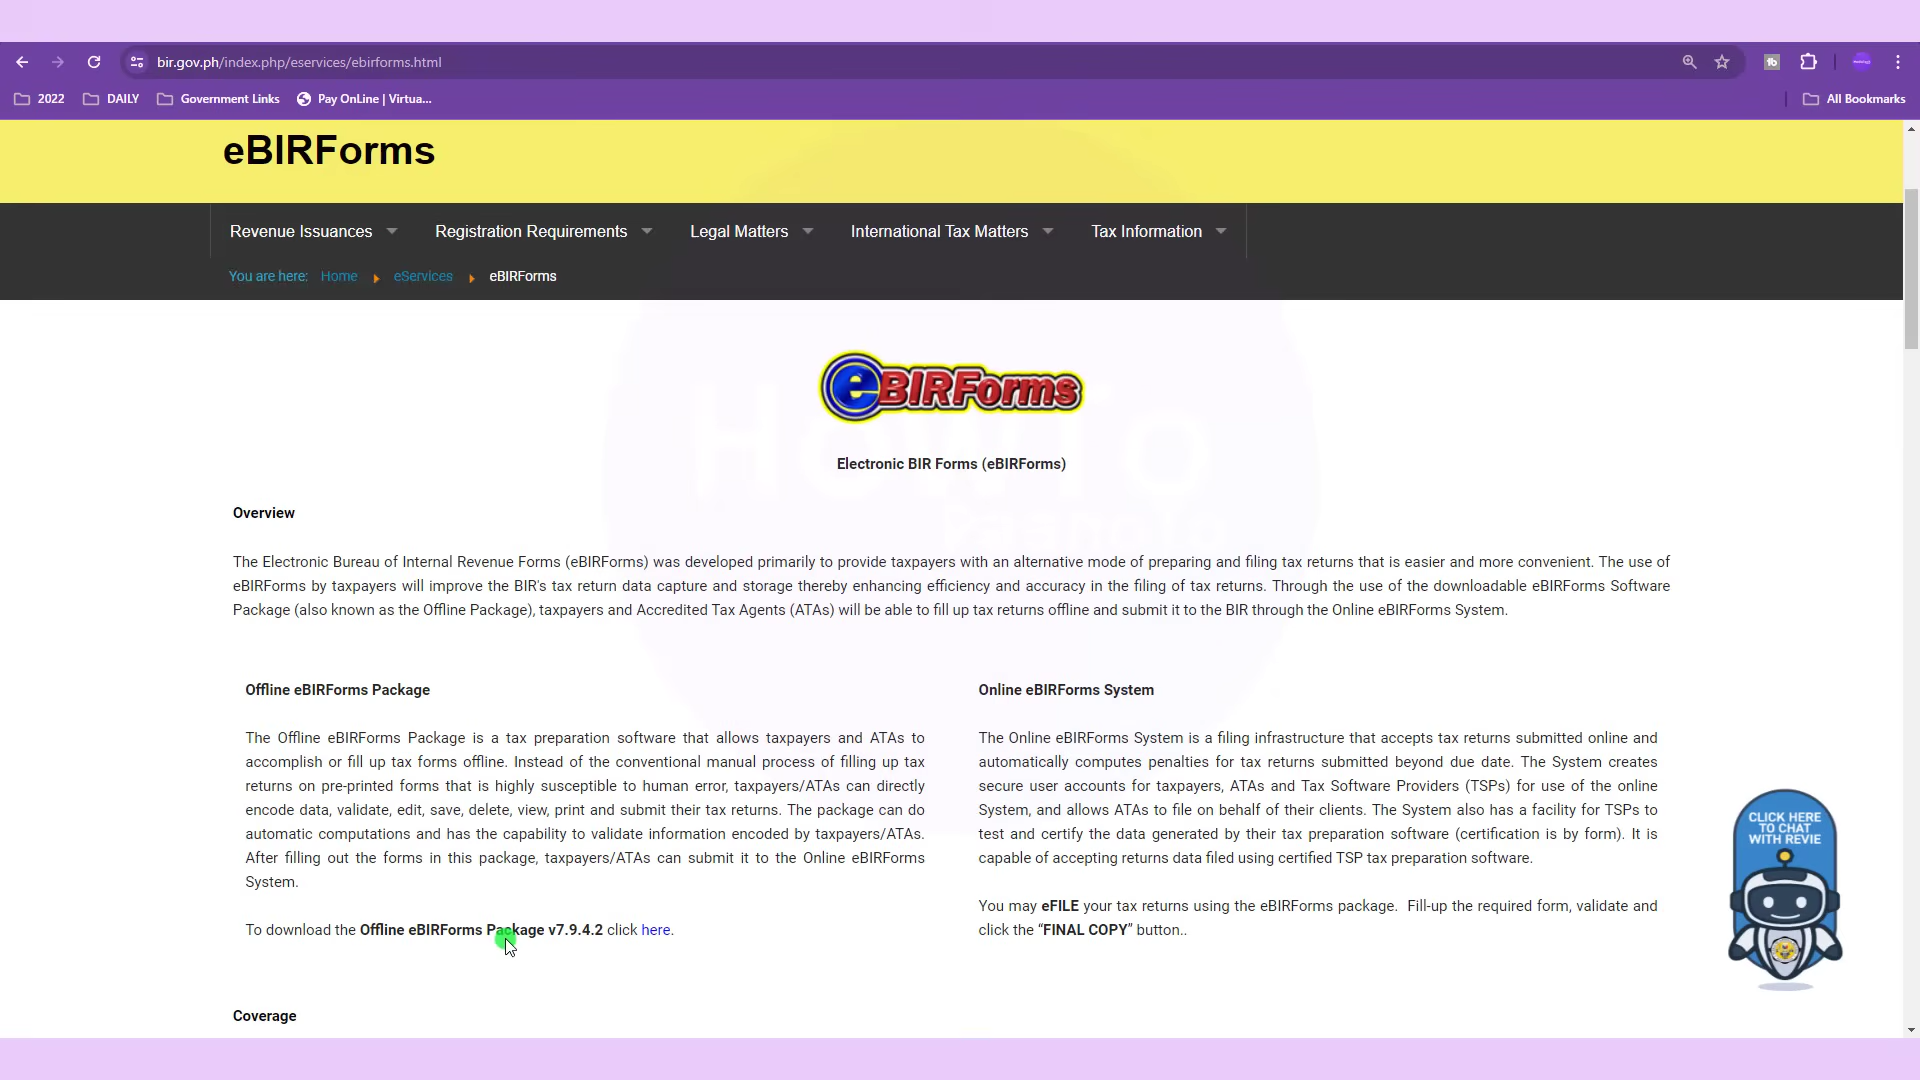 bir.gov.ph/index.php/eservices/ebirforms.html
2022 DAILY Government Links Pay OnLine | Virtua... All Bookmarks
eBIRForms
Revenue Issuances Registration Requirements Legal Matters International Tax Matters Tax Information
You are here: Home eServices eBIRForms
eBIRForms
HowTo
Electronic BIR Forms (eBIRForms)
Overview
The Electronic Bureau of Internal Revenue Forms (eBIRForms) was developed primarily to provide taxpayers with an alternative mode of preparing and filing tax returns that is easier and more convenient. The use of
eBIRForms by taxpayers will improve the BIR's tax return data capture and storage thereby enhancing efficiency and accuracy in the filing of tax returns. Through the use of the downloadable eBIRForms Software
Package (also known as the Offline Package), taxpayers and Accredited Tax Agents (ATAs) will be able to fill up tax returns offline and submit it to the BIR through the Online eBIRForms System.
Offline eBIRForms Package
The Offline eBIRForms Package is a tax preparation software that allows taxpayers and ATAs to
accomplish or fill up tax forms offline. Instead of the conventional manual process of filling up tax
returns on pre-printed forms that is highly susceptible to human error, taxpayers/ATAs can directly
encode data, validate, edit, save, delete, view, print and submit their tax returns. The package can do
automatic computations and has the capability to validate information encoded by taxpayers/ATAs.
After filling out the forms in this package, taxpayers/ATAs can submit it to the Online eBIRForms
System.
To download the Offline eBIRForms Package v7.9.4.2 click here.
Online eBIRForms System
The Online eBIRForms System is a filing infrastructure that accepts tax returns submitted online and
automatically computes penalties for tax returns submitted beyond due date. The System creates
secure user accounts for taxpayers, ATAs and Tax Software Providers (TSPs) for use of the online
System, and allows ATAs to file on behalf of their clients. The System also has a facility for TSPs to
test and certify the data generated by their tax preparation software (certification is by form). It is
capable of accepting returns data filed using certified TSP tax preparation software.
You may eFILE your tax returns using the eBIRForms package. Fill-up the required form, validate and
click the “FINAL COPY” button..
CLICK HERE
TO CHAT
WITH REVIE
Coverage